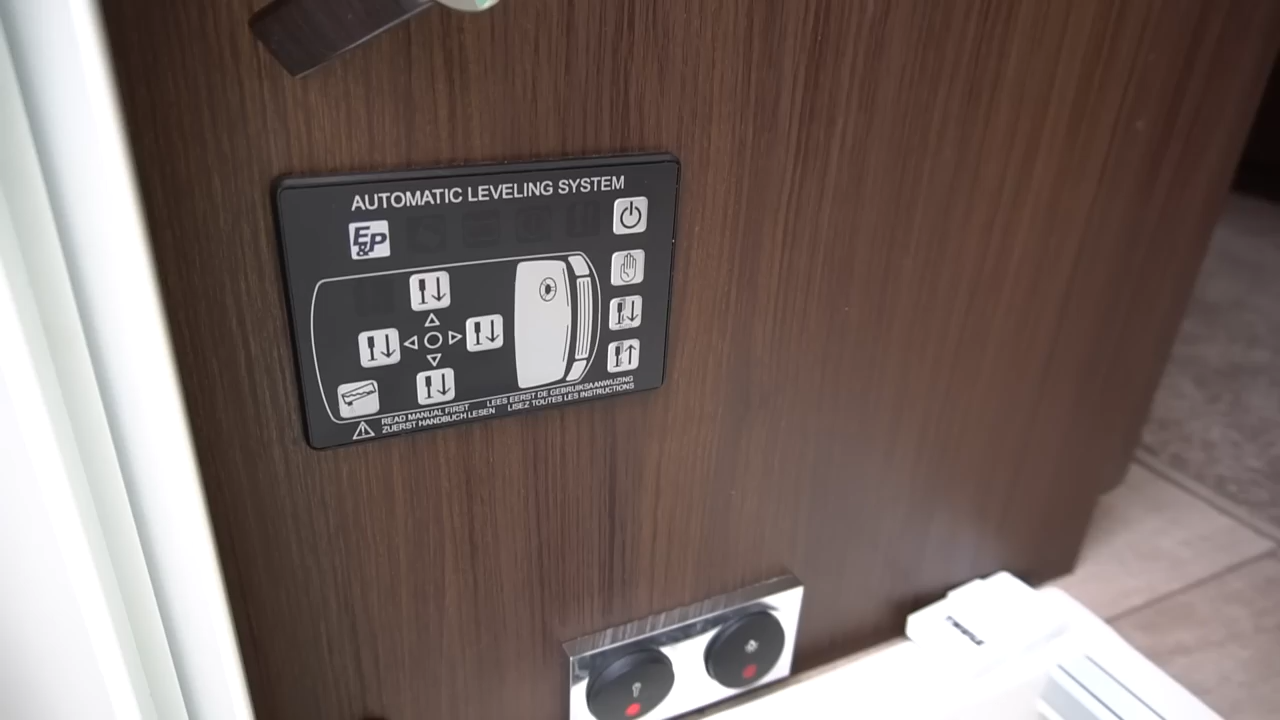 AUTOMATIC LEVELING SYSTEM
E&P
READ MANUAL FIRST
ZUERST HANDBUCH LESEN
LEES EERST DE GEBRUIKSAANWIJZING
LISEZ TOUTES LES INSTRUCTIONS